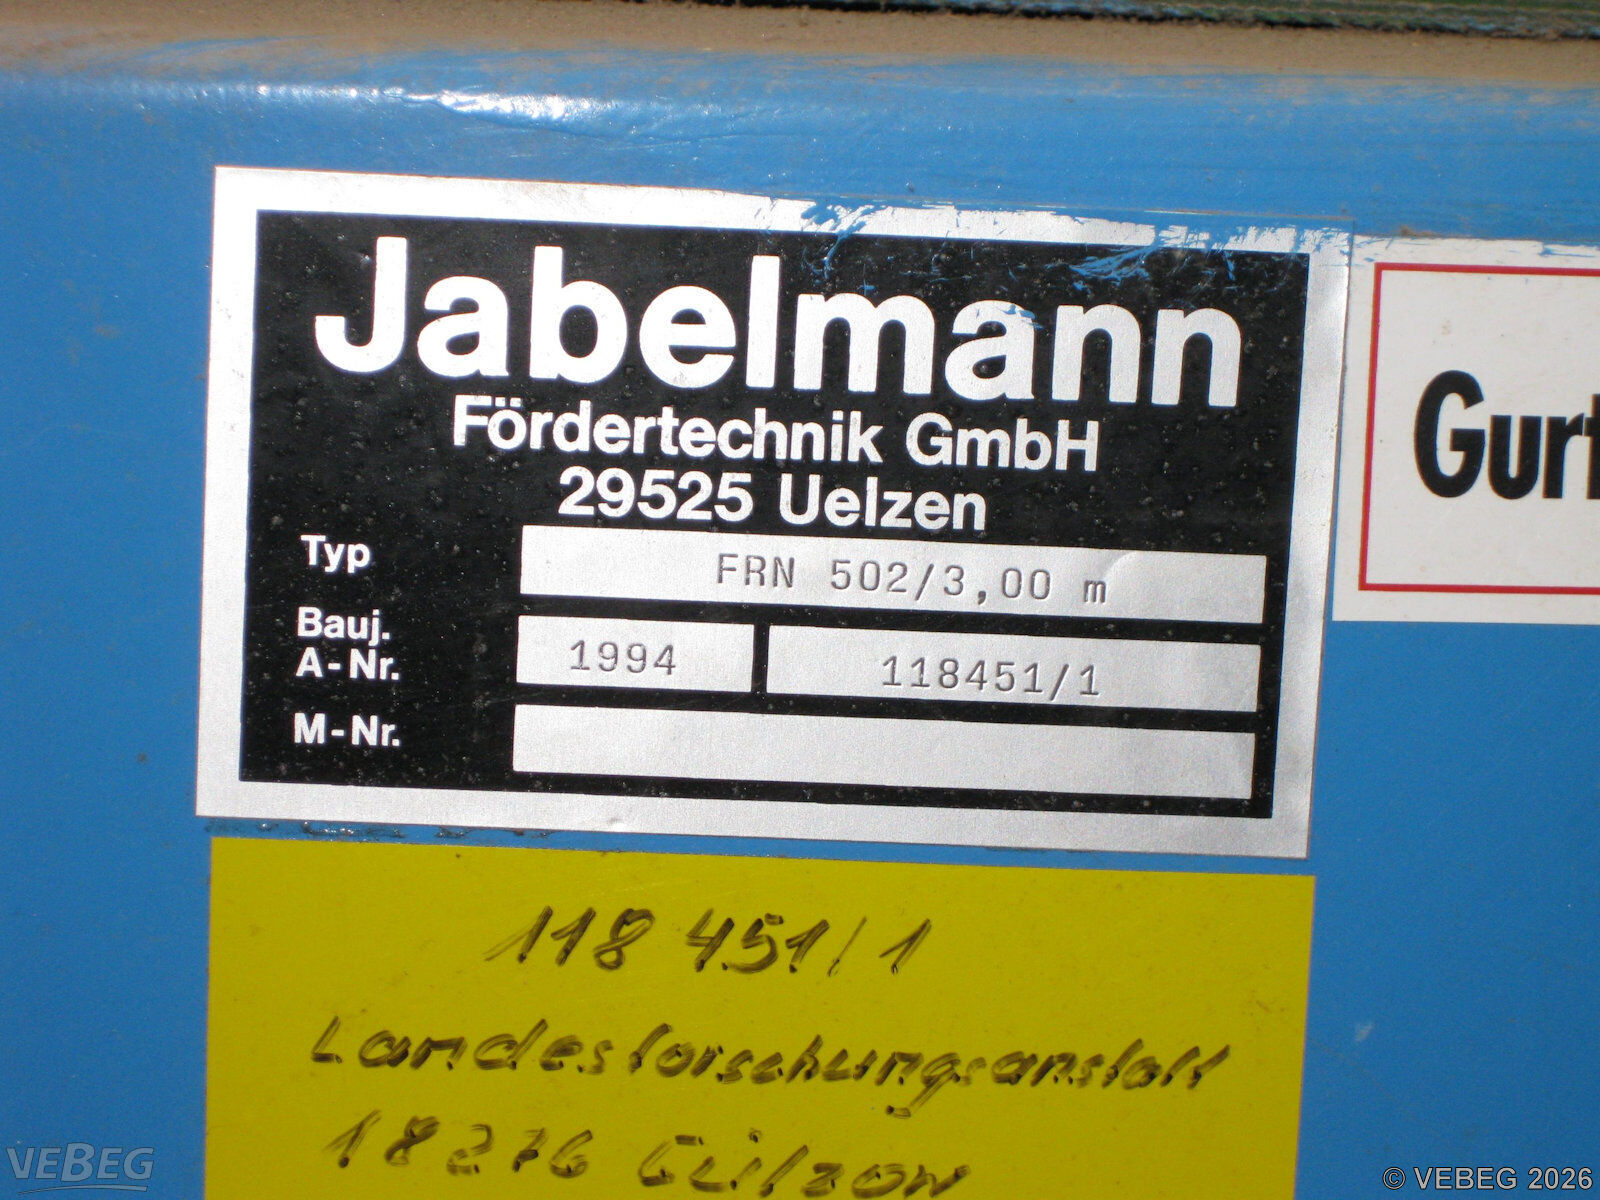 Jabelmann
Fördertechnik GmbH
29525 Uelzen
Typ FRN 502/3,00 m
Bauj. 1994
A-Nr. 118451/1
M-Nr.
Gurt
118 451/1
Landesforschungsanstalt
18276 Gülzow
VEBEG
© VEBEG 2026